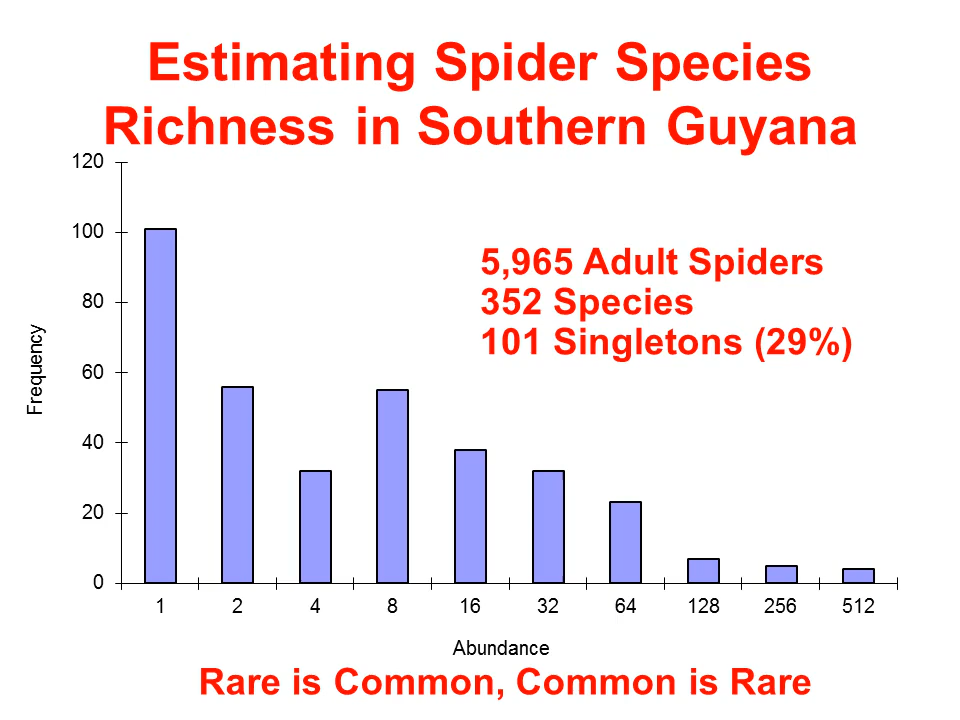 Estimating Spider Species
Richness in Southern Guyana
120
100
80
60
40
20
0
Frequency
5,965 Adult Spiders
352 Species
101 Singletons (29%)
1 2 4 8 16 32 64 128 256 512
Abundance
Rare is Common, Common is Rare